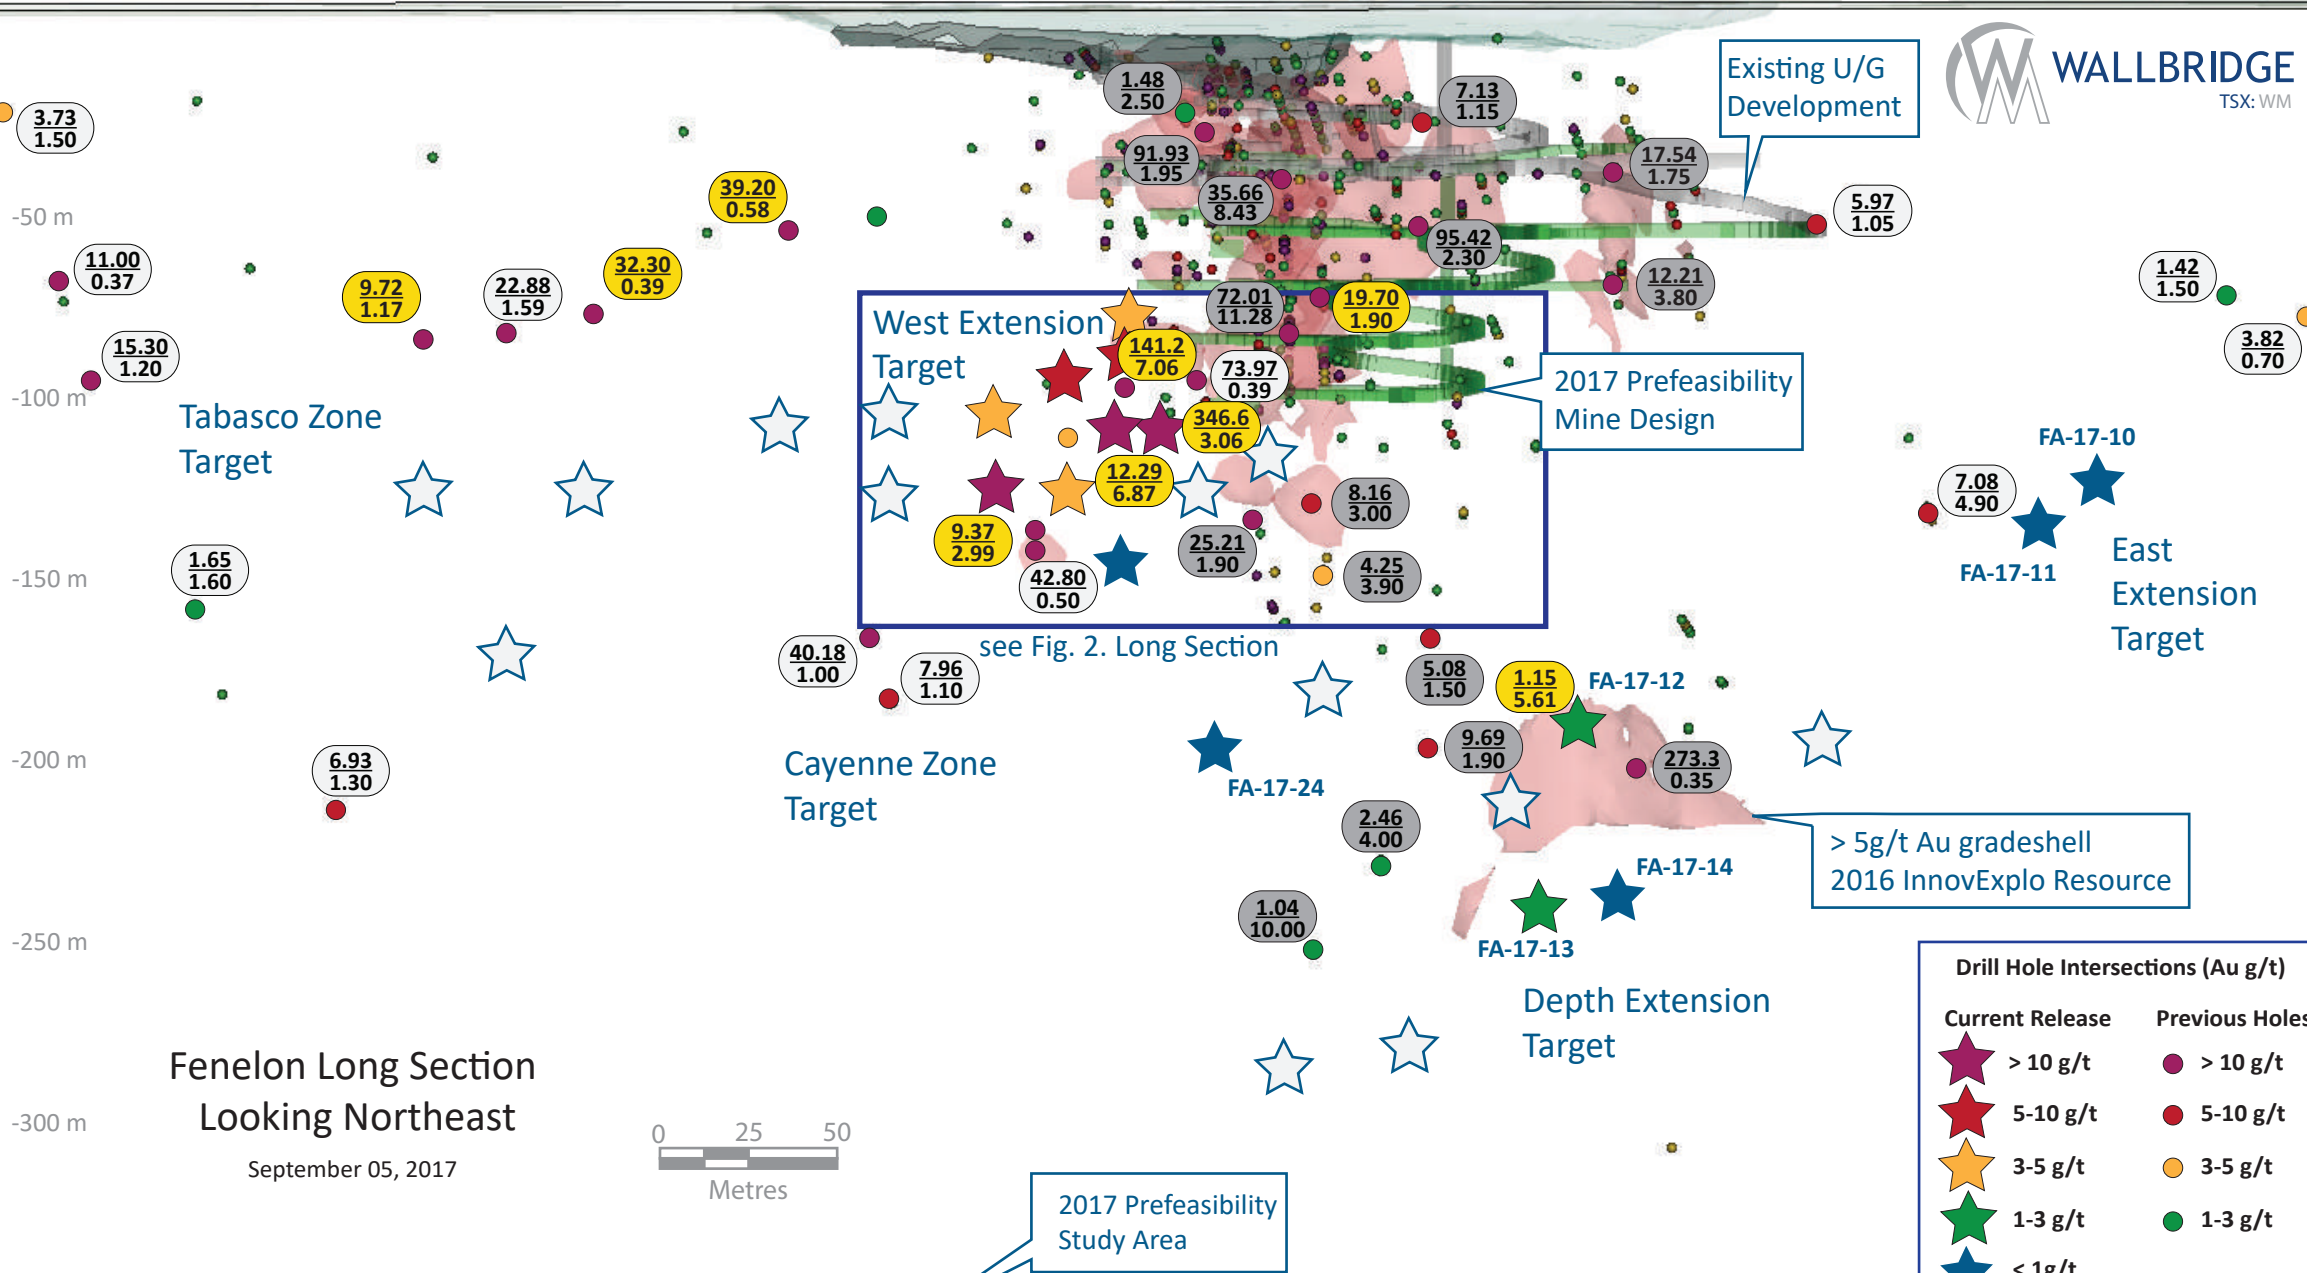 WALLBRIDGE
TSX: WM
Existing U/G
Development
3.73
1.50
1.48
2.50
7.13
1.15
91.93
1.95
17.54
1.75
39.20
0.58
35.66
8.43
5.97
1.05
-50 m
95.42
2.30
11.00
0.37
9.72
1.17
22.88
1.59
32.30
0.39
12.21
3.80
1.42
1.50
72.01
11.28
19.70
1.90
West Extension
Target
141.2
7.06
73.97
0.39
3.82
0.70
15.30
1.20
-100 m
2017 Prefeasibility
Mine Design
Tabasco Zone
Target
346.6
3.06
FA-17-10
12.29
6.87
8.16
3.00
7.08
4.90
9.37
2.99
25.21
1.90
FA-17-11
East
Extension
Target
1.65
1.60
-150 m
42.80
0.50
4.25
3.90
see Fig. 2. Long Section
40.18
1.00
7.96
1.10
5.08
1.50
1.15
5.61
FA-17-12
-200 m
6.93
1.30
Cayenne Zone
Target
FA-17-24
9.69
1.90
273.3
0.35
2.46
4.00
> 5g/t Au gradeshell
2016 InnovExplo Resource
FA-17-14
1.04
10.00
-250 m
FA-17-13
Depth Extension
Target
Drill Hole Intersections (Au g/t)
Current Release
Previous Holes
> 10 g/t
> 10 g/t
5-10 g/t
5-10 g/t
3-5 g/t
3-5 g/t
1-3 g/t
1-3 g/t
< 1g/t
Fenelon Long Section
Looking Northeast
September 05, 2017
-300 m
0 25 50
Metres
2017 Prefeasibility
Study Area